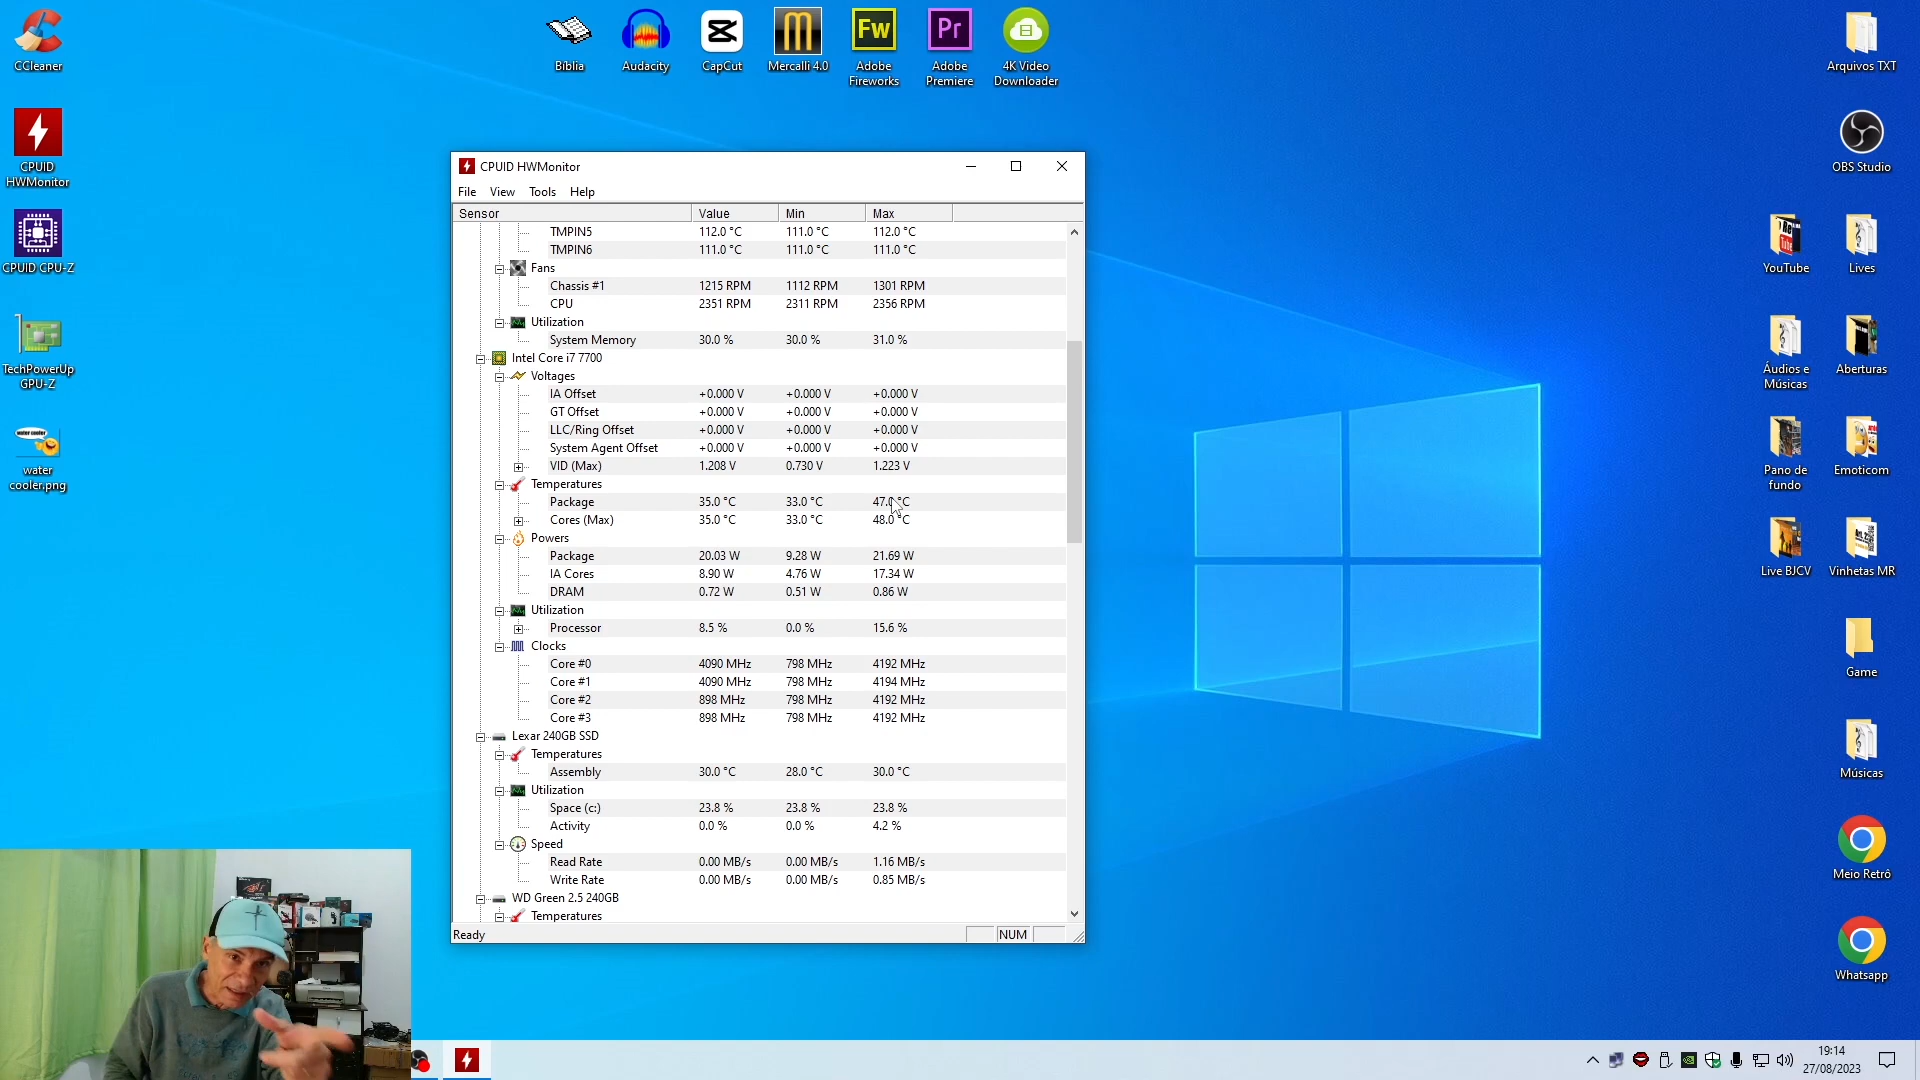 CCleaner
CPUID
HWMonitor
CPUID CPU-Z
TechPowerUp
GPU-Z
water cooler
water
cooler.png
Bíblia
Audacity
CapCut
Mercalli 4.0
Fw
Adobe
Fireworks
Pr
Adobe
Premiere
4K Video
Downloader
CPUID HWMonitor
File View Tools Help
Sensor Value Min Max
TMPIN5 112.0 °C 111.0 °C 112.0 °C
TMPIN6 111.0 °C 111.0 °C 111.0 °C
Fans
Chassis #1 1215 RPM 1112 RPM 1301 RPM
CPU 2351 RPM 2311 RPM 2356 RPM
Utilization
System Memory 30.0 % 30.0 % 31.0 %
Intel Core i7 7700
Voltages
IA Offset +0.000 V +0.000 V +0.000 V
GT Offset +0.000 V +0.000 V +0.000 V
LLC/Ring Offset +0.000 V +0.000 V +0.000 V
System Agent Offset +0.000 V +0.000 V +0.000 V
VID (Max) 1.208 V 0.730 V 1.223 V
Temperatures
Package 35.0 °C 33.0 °C 47.0 °C
Cores (Max) 35.0 °C 33.0 °C 48.0 °C
Powers
Package 20.03 W 9.28 W 21.69 W
IA Cores 8.90 W 4.76 W 17.34 W
DRAM 0.72 W 0.51 W 0.86 W
Utilization
Processor 8.5 % 0.0 % 15.6 %
Clocks
Core #0 4090 MHz 798 MHz 4192 MHz
Core #1 4090 MHz 798 MHz 4194 MHz
Core #2 898 MHz 798 MHz 4192 MHz
Core #3 898 MHz 798 MHz 4192 MHz
Lexar 240GB SSD
Temperatures
Assembly 30.0 °C 28.0 °C 30.0 °C
Utilization
Space (c:) 23.8 % 23.8 % 23.8 %
Activity 0.0 % 0.0 % 4.2 %
Speed
Read Rate 0.00 MB/s 0.00 MB/s 1.16 MB/s
Write Rate 0.00 MB/s 0.00 MB/s 0.85 MB/s
WD Green 2.5 240GB
Temperatures
Ready NUM
Arquivos TXT
OBS Studio
YouTube
Lives
Áudios e
Músicas
Aberturas
Pano de
fundo
Emoticom
Live BJCV
Vinhetas MR
Game
Músicas
Meio Retrô
Whatsapp
19:14
27/08/2023